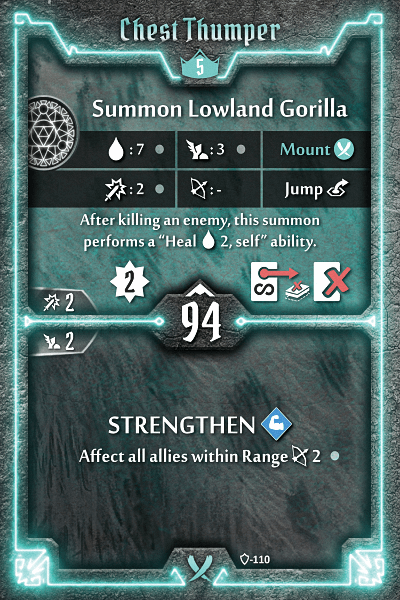 Chest Thumper
5
Summon Lowland Gorilla
: 7 : 3 Mount
: 2 : - Jump
After killing an enemy, this summon
performs a “Heal 2, self” ability.
2
S
2
94
2
STRENGTHEN
Affect all allies within Range 2
-110